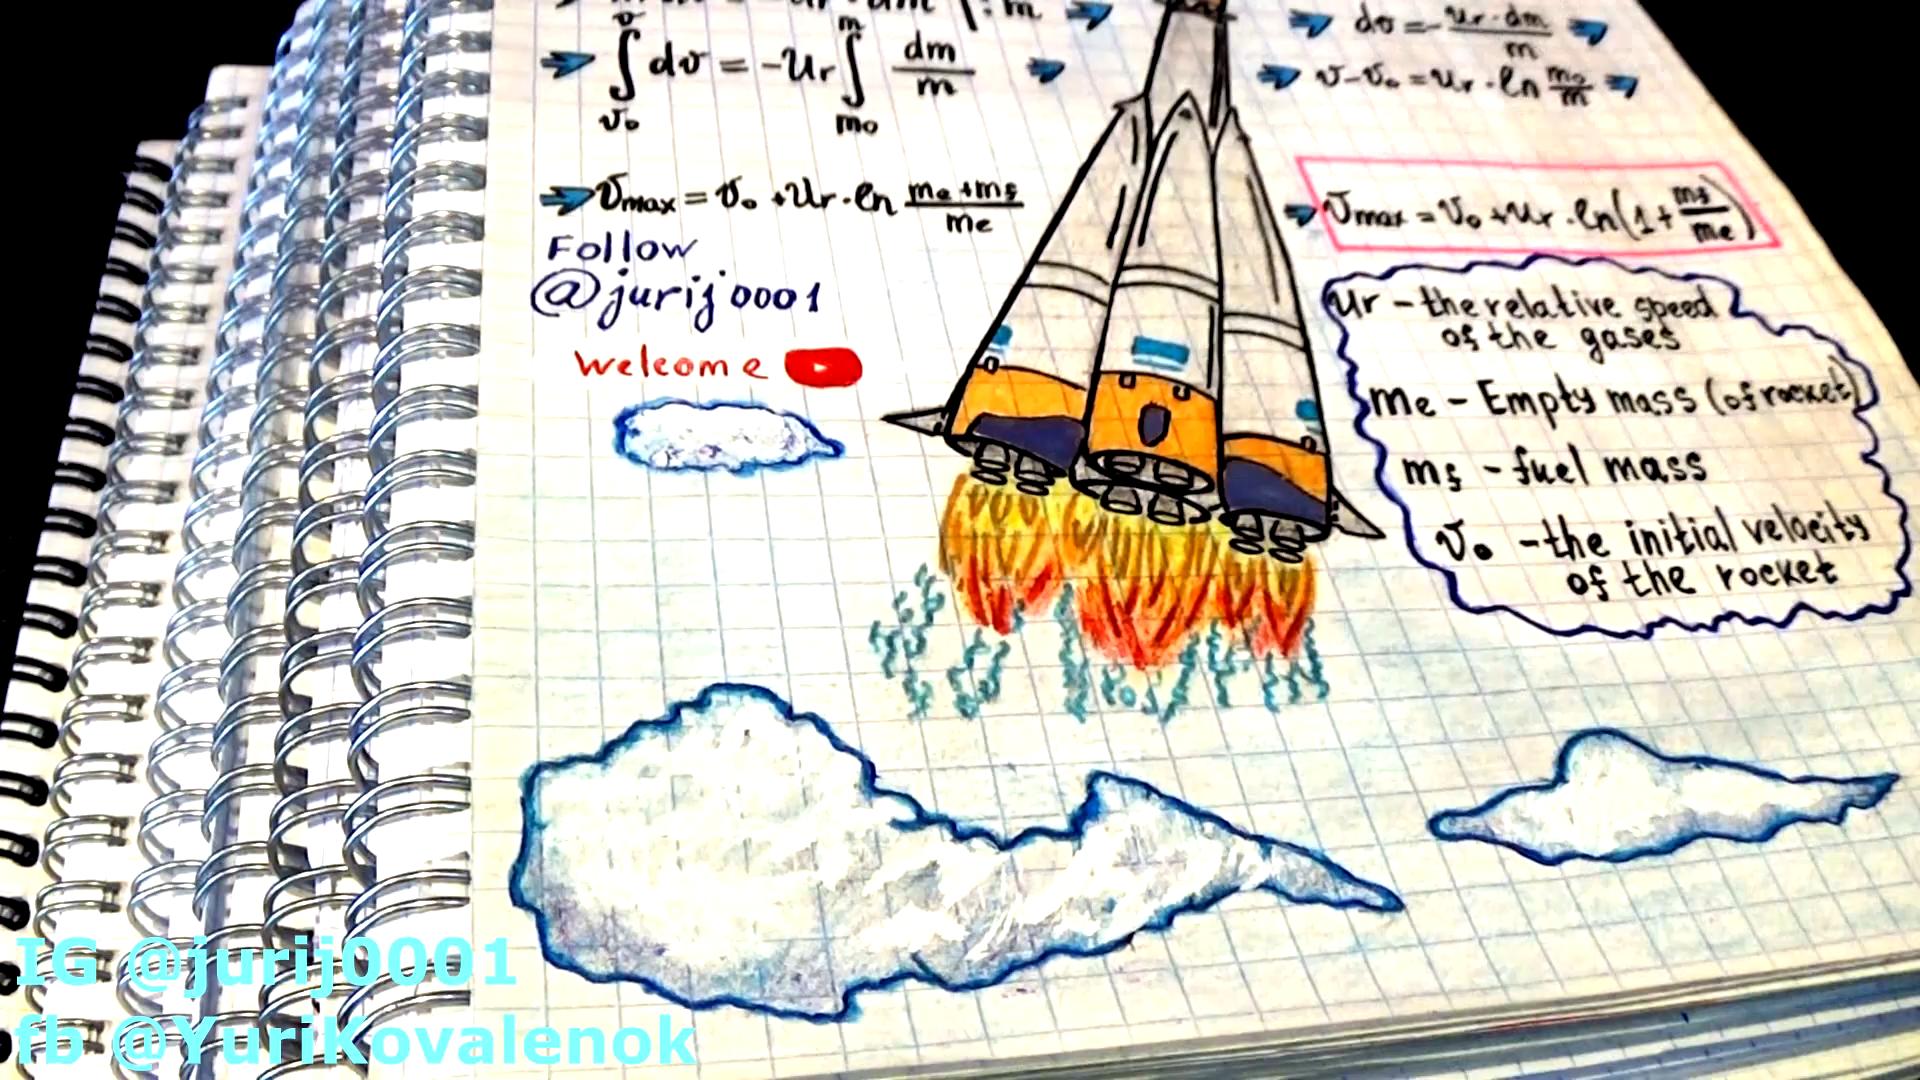 dv = - ur·dm / m
∫ dv = -ur ∫ dm / m
v v₀ m m₀
v-v₀ = ur·ln m₀/m
vmax = v₀ + ur·ln (me+mf)/me
vmax = v₀ + ur·ln(1+mf/me)
Follow
@jurij0001
welcome
ur - the relative speed
of the gases
me - Empty mass (of rocket)
mf - fuel mass
v₀ - the initial velocity
of the rocket
IG @jurij0001
fb @YuriKovalenok